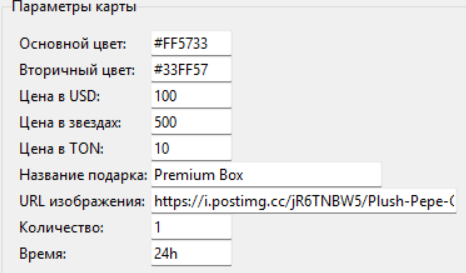 Параметры карты
Основной цвет: #FF5733
Вторичный цвет: #33FF57
Цена в USD: 100
Цена в звездах: 500
Цена в TON: 10
Название подарка: Premium Box
URL изображения: https://i.postimg.cc/jR6TNBW5/Plush-Pepe-
Количество: 1
Время: 24h